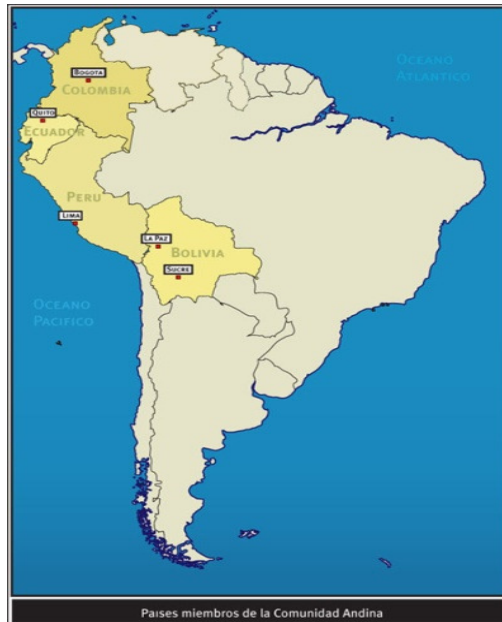 OCEANO
ATLANTICO
BOGOTA
COLOMBIA
QUITO
ECUADOR
PERU
LIMA
LA PAZ
BOLIVIA
SUCRE
OCEANO
PACIFICO
Países miembros de la Comunidad Andina